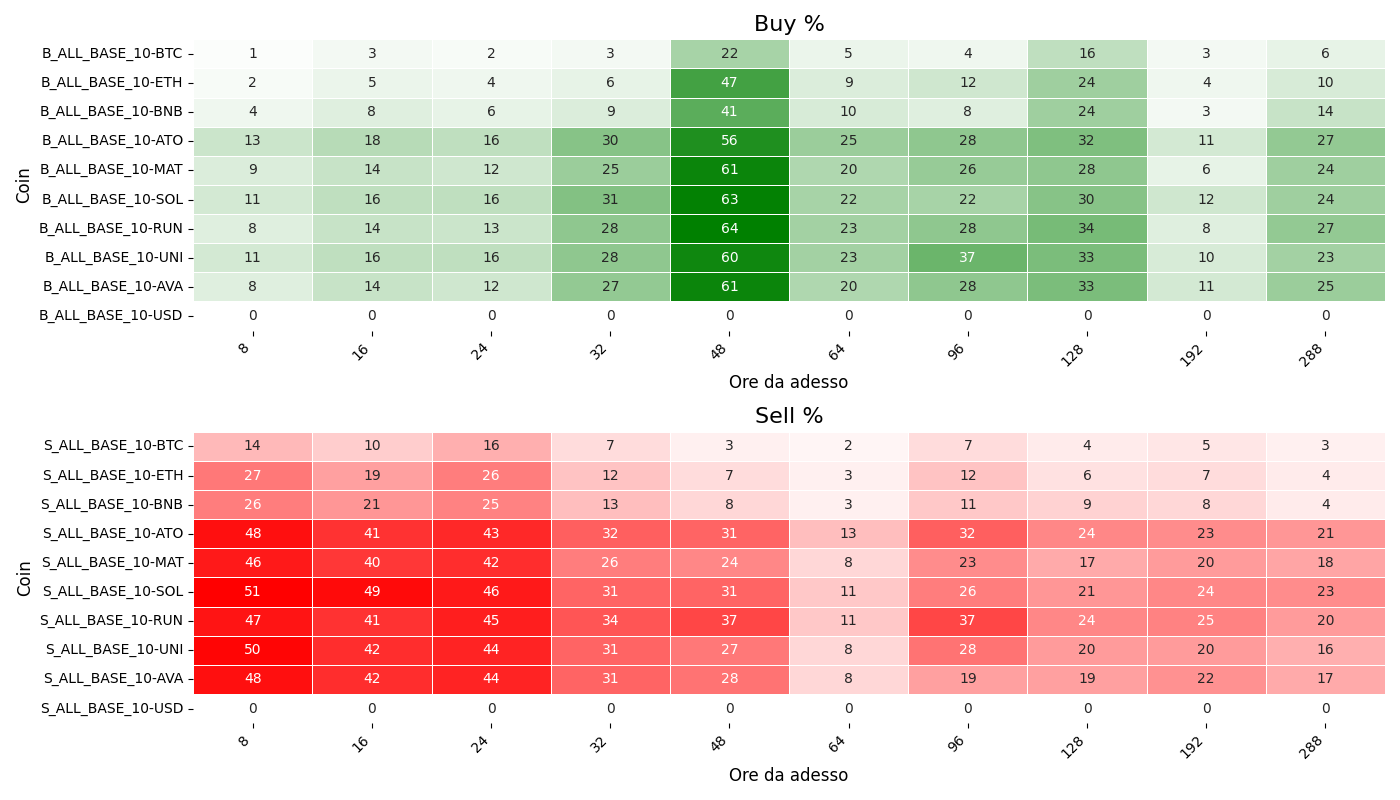 Buy %
Coin
B_ALL_BASE_10-BTC 1 3 2 3 22 5 4 16 3 6
B_ALL_BASE_10-ETH 2 5 4 6 47 9 12 24 4 10
B_ALL_BASE_10-BNB 4 8 6 9 41 10 8 24 3 14
B_ALL_BASE_10-ATO 13 18 16 30 56 25 28 32 11 27
B_ALL_BASE_10-MAT 9 14 12 25 61 20 26 28 6 24
B_ALL_BASE_10-SOL 11 16 16 31 63 22 22 30 12 24
B_ALL_BASE_10-RUN 8 14 13 28 64 23 28 34 8 27
B_ALL_BASE_10-UNI 11 16 16 28 60 23 37 33 10 23
B_ALL_BASE_10-AVA 8 14 12 27 61 20 28 33 11 25
B_ALL_BASE_10-USD 0 0 0 0 0 0 0 0 0 0
8 16 24 32 48 64 96 128 192 288
Ore da adesso
Sell %
Coin
S_ALL_BASE_10-BTC 14 10 16 7 3 2 7 4 5 3
S_ALL_BASE_10-ETH 27 19 26 12 7 3 12 6 7 4
S_ALL_BASE_10-BNB 26 21 25 13 8 3 11 9 8 4
S_ALL_BASE_10-ATO 48 41 43 32 31 13 32 24 23 21
S_ALL_BASE_10-MAT 46 40 42 26 24 8 23 17 20 18
S_ALL_BASE_10-SOL 51 49 46 31 31 11 26 21 24 23
S_ALL_BASE_10-RUN 47 41 45 34 37 11 37 24 25 20
S_ALL_BASE_10-UNI 50 42 44 31 27 8 28 20 20 16
S_ALL_BASE_10-AVA 48 42 44 31 28 8 19 19 22 17
S_ALL_BASE_10-USD 0 0 0 0 0 0 0 0 0 0
8 16 24 32 48 64 96 128 192 288
Ore da adesso